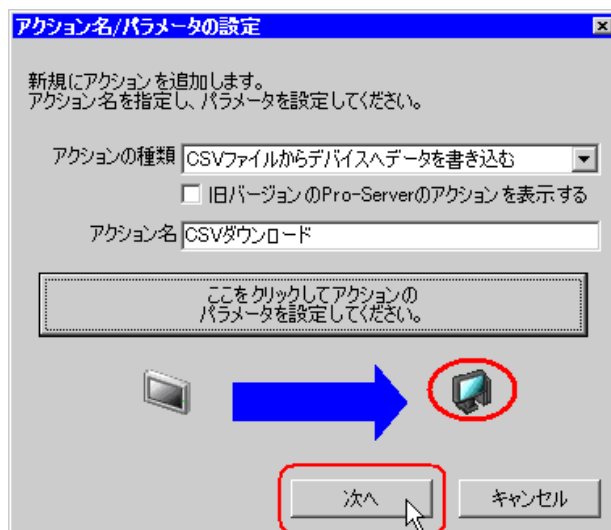 アクション名/パラメータの設定
新規にアクションを追加します。
アクション名を指定し、パラメータを設定してください。
アクションの種類 CSVファイルからデバイスへデータを書き込む
旧バージョンのPro-Serverのアクションを表示する
アクション名 CSVダウンロード
ここをクリックしてアクションの
パラメータを設定してください。
次へ キャンセル